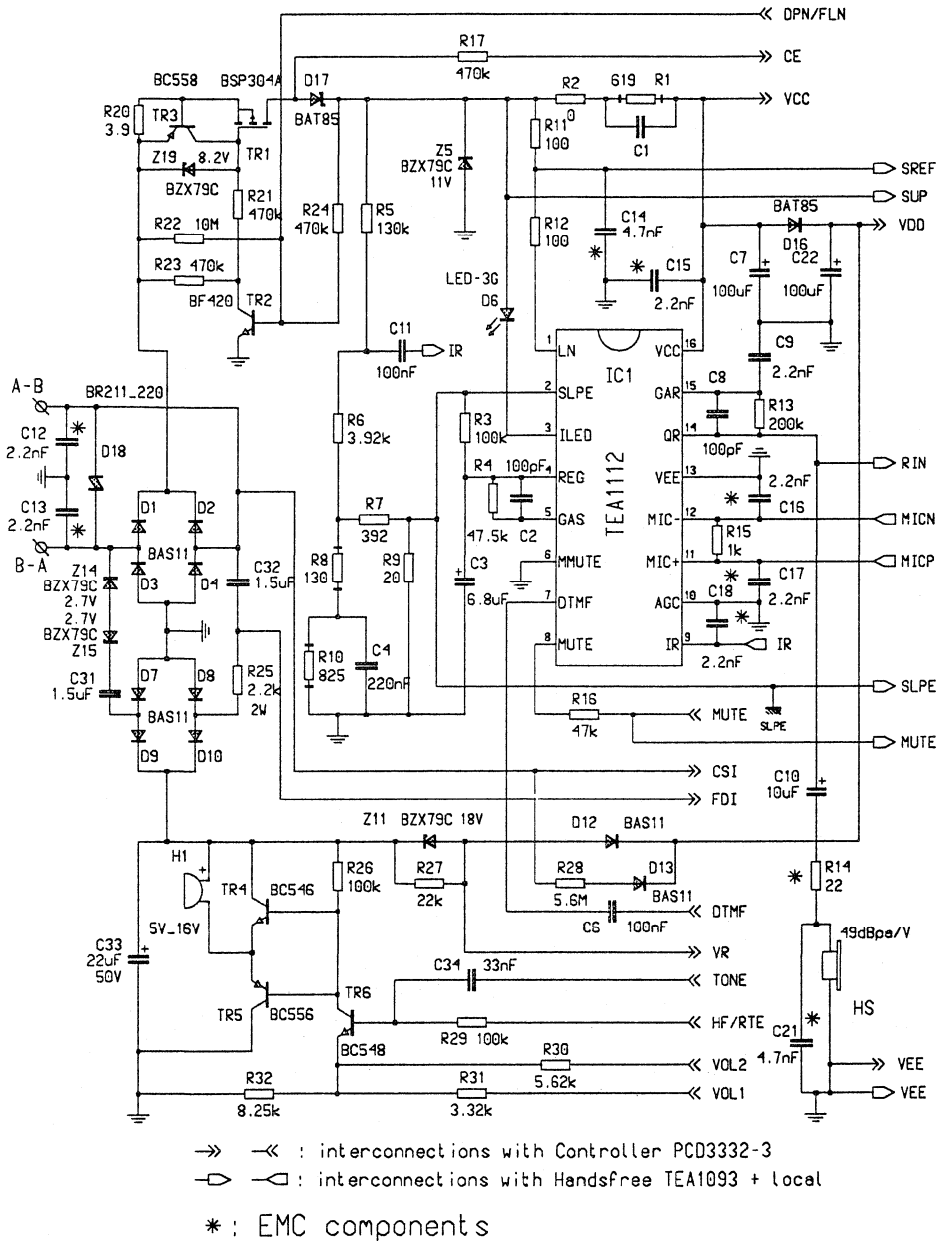 DPN/FLN
R17
470k
CE
BC558
BSP304A
D17
BAT85
R2
0
619
R1
VCC
R20
3.9
TR3
TR1
C1
Z19
8.2V
BZX79C
R11
100
Z5
BZX79C
11V
SREF
SUP
R21
470k
R24
470k
R5
130k
R22
10M
R12
100
C14
4.7nF
BAT85
D16
VDD
R23
470k
BF420
TR2
C15
2.2nF
C7
100uF
C22
100uF
LED-3G
D6
C11
100nF
IR
A-B
BR211_220
C12
2.2nF
D18
C13
2.2nF
B-A
1
LN
VCC
16
IC1
2
SLPE
GAR
15
3
ILED
QR
14
4
REG
VEE
13
5
GAS
MIC-
12
6
MMUTE
MIC+
11
7
DTMF
AGC
10
8
MUTE
IR
9
TEA1112
C9
2.2nF
C8
100pF
R13
200k
RIN
R6
3.92k
R3
100k
R4
47.5k
100pF
C2
2.2nF
C16
MICN
R15
1k
MICP
C17
2.2nF
C18
2.2nF
IR
D1
D2
BAS11
D3
D4
Z14
BZX79C
2.7V
2.7V
BZX79C
Z15
C32
1.5uF
R7
392
R8
130
R9
20
C3
6.8uF
C31
1.5uF
D7
D8
BAS11
D9
D10
R25
2.2k
2W
R10
825
C4
220nF
SLPE
SLPE
R16
47k
MUTE
MUTE
CSI
FDI
C10
10uF
Z11
BZX79C 18V
D12
BAS11
H1
5V_16V
TR4
BC546
R26
100k
R27
22k
R28
5.6M
D13
BAS11
R14
22
C6
100nF
DTMF
VR
C33
22uF
50V
TR5
BC556
TR6
BC548
C34
33nF
TONE
49dBpa/V
HS
R29 100k
HF/RTE
C21
4.7nF
R30
5.62k
VOL2
VEE
R32
8.25k
R31
3.32k
VOL1
VEE
: interconnections with Controller PCD3332-3
: interconnections with Handsfree TEA1093 + local
* : EMC components